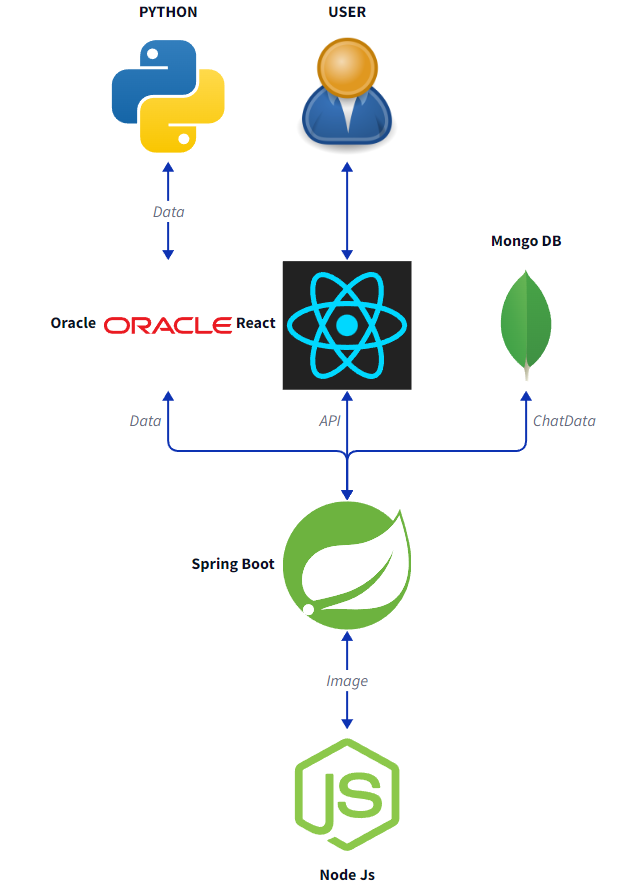 PYTHON
USER
Data
Mongo DB
Oracle
ORACLE
React
Data
API
ChatData
Spring Boot
Image
JS
Node Js